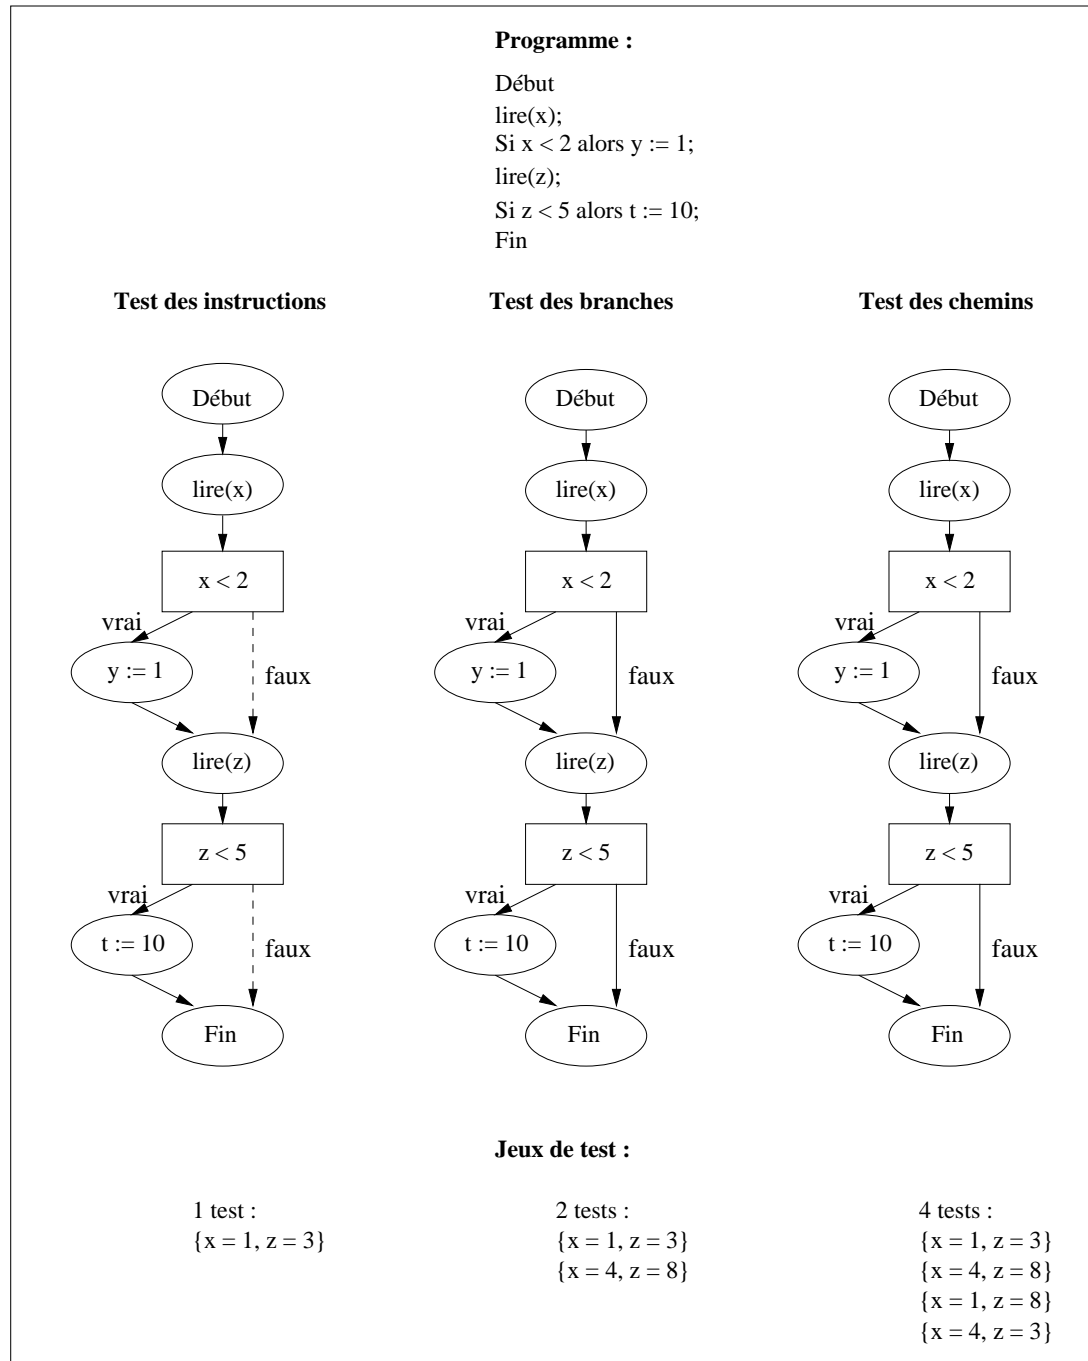 Programme :
Début
lire(x);
Si x < 2 alors y := 1;
lire(z);
Si z < 5 alors t := 10;
Fin
Test des instructions
Début
lire(x)
x < 2
vrai
faux
y := 1
lire(z)
z < 5
vrai
faux
t := 10
Fin
Test des branches
Début
lire(x)
x < 2
vrai
faux
y := 1
lire(z)
z < 5
vrai
faux
t := 10
Fin
Test des chemins
Début
lire(x)
x < 2
vrai
faux
y := 1
lire(z)
z < 5
vrai
faux
t := 10
Fin
Jeux de test :
1 test :
{x = 1, z = 3}
2 tests :
{x = 1, z = 3}
{x = 4, z = 8}
4 tests :
{x = 1, z = 3}
{x = 4, z = 8}
{x = 1, z = 8}
{x = 4, z = 3}